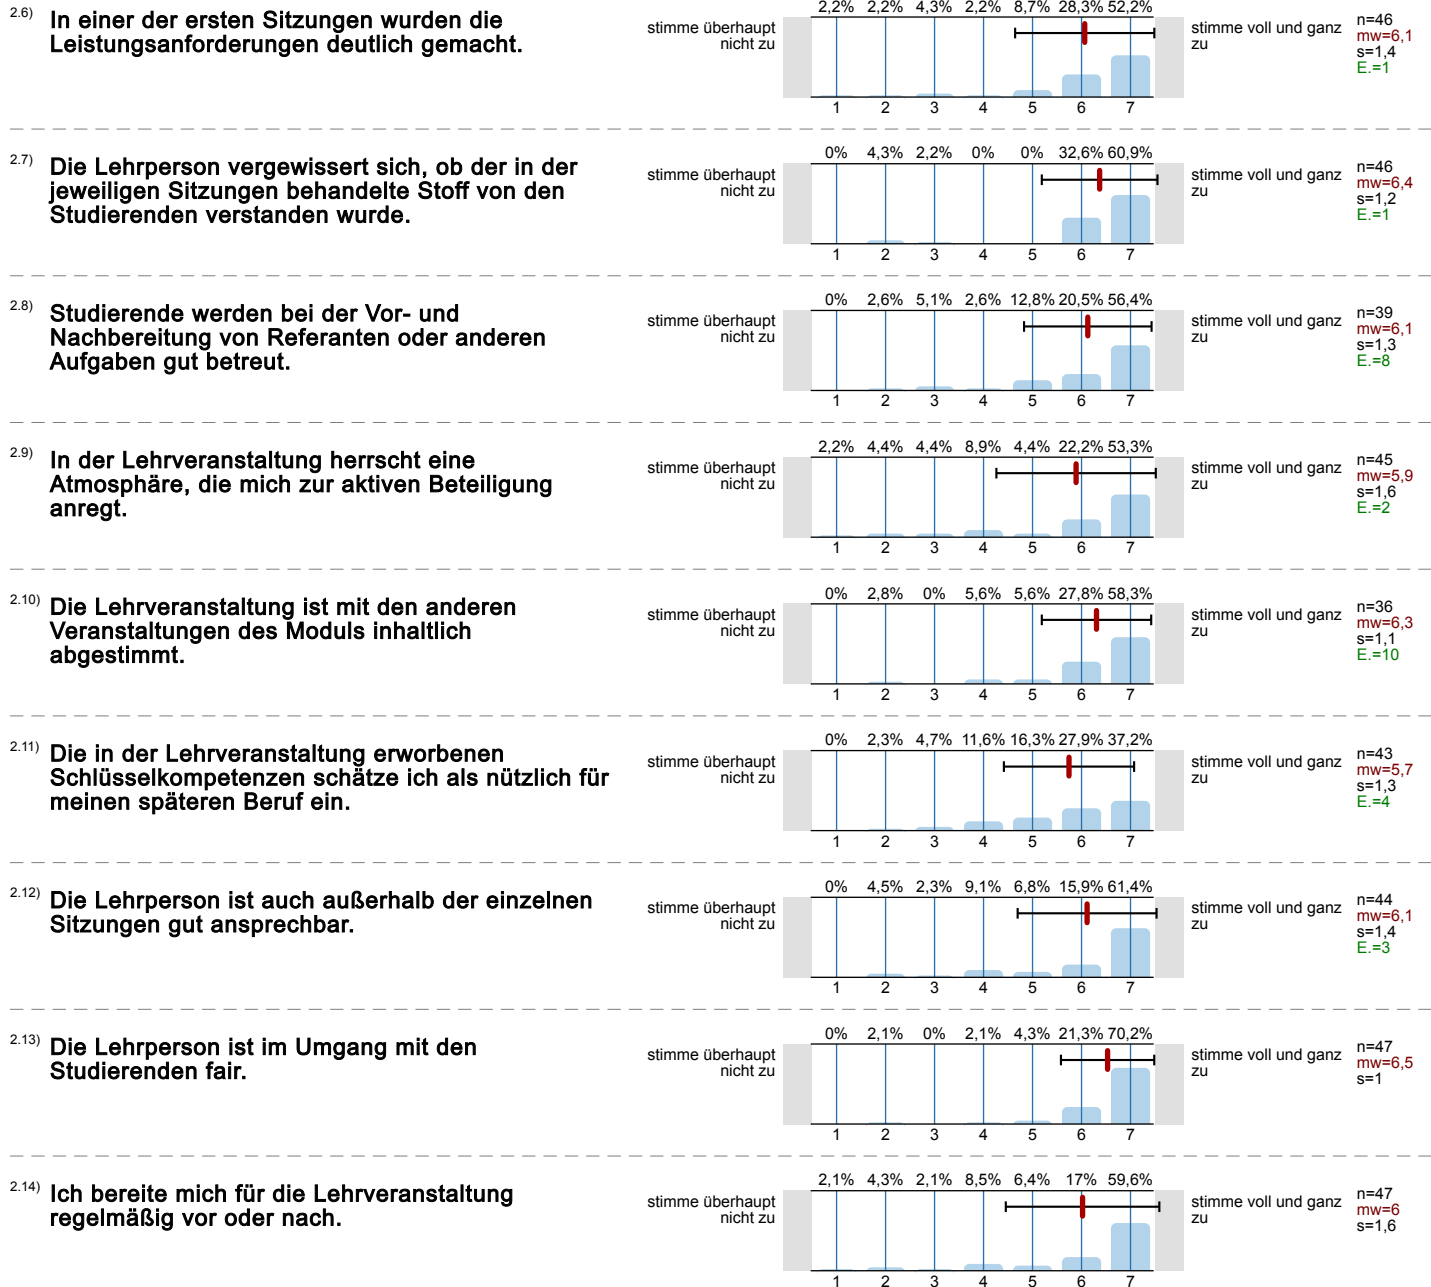 2.6) In einer der ersten Sitzungen wurden die
Leistungsanforderungen deutlich gemacht.
stimme überhaupt
nicht zu
2,2% 2,2% 4,3% 2,2% 8,7% 28,3% 52,2%
1 2 3 4 5 6 7
stimme voll und ganz
zu
n=46
mw=6,1
s=1,4
E.=1
2.7) Die Lehrperson vergewissert sich, ob der in der
jeweiligen Sitzungen behandelte Stoff von den
Studierenden verstanden wurde.
stimme überhaupt
nicht zu
0% 4,3% 2,2% 0% 0% 32,6% 60,9%
1 2 3 4 5 6 7
stimme voll und ganz
zu
n=46
mw=6,4
s=1,2
E.=1
2.8) Studierende werden bei der Vor- und
Nachbereitung von Referanten oder anderen
Aufgaben gut betreut.
stimme überhaupt
nicht zu
0% 2,6% 5,1% 2,6% 12,8% 20,5% 56,4%
1 2 3 4 5 6 7
stimme voll und ganz
zu
n=39
mw=6,1
s=1,3
E.=8
2.9) In der Lehrveranstaltung herrscht eine
Atmosphäre, die mich zur aktiven Beteiligung
anregt.
stimme überhaupt
nicht zu
2,2% 4,4% 4,4% 8,9% 4,4% 22,2% 53,3%
1 2 3 4 5 6 7
stimme voll und ganz
zu
n=45
mw=5,9
s=1,6
E.=2
2.10) Die Lehrveranstaltung ist mit den anderen
Veranstaltungen des Moduls inhaltlich
abgestimmt.
stimme überhaupt
nicht zu
0% 2,8% 0% 5,6% 5,6% 27,8% 58,3%
1 2 3 4 5 6 7
stimme voll und ganz
zu
n=36
mw=6,3
s=1,1
E.=10
2.11) Die in der Lehrveranstaltung erworbenen
Schlüsselkompetenzen schätze ich als nützlich für
meinen späteren Beruf ein.
stimme überhaupt
nicht zu
0% 2,3% 4,7% 11,6% 16,3% 27,9% 37,2%
1 2 3 4 5 6 7
stimme voll und ganz
zu
n=43
mw=5,7
s=1,3
E.=4
2.12) Die Lehrperson ist auch außerhalb der einzelnen
Sitzungen gut ansprechbar.
stimme überhaupt
nicht zu
0% 4,5% 2,3% 9,1% 6,8% 15,9% 61,4%
1 2 3 4 5 6 7
stimme voll und ganz
zu
n=44
mw=6,1
s=1,4
E.=3
2.13) Die Lehrperson ist im Umgang mit den
Studierenden fair.
stimme überhaupt
nicht zu
0% 2,1% 0% 2,1% 4,3% 21,3% 70,2%
1 2 3 4 5 6 7
stimme voll und ganz
zu
n=47
mw=6,5
s=1
2.14) Ich bereite mich für die Lehrveranstaltung
regelmäßig vor oder nach.
stimme überhaupt
nicht zu
2,1% 4,3% 2,1% 8,5% 6,4% 17% 59,6%
1 2 3 4 5 6 7
stimme voll und ganz
zu
n=47
mw=6
s=1,6